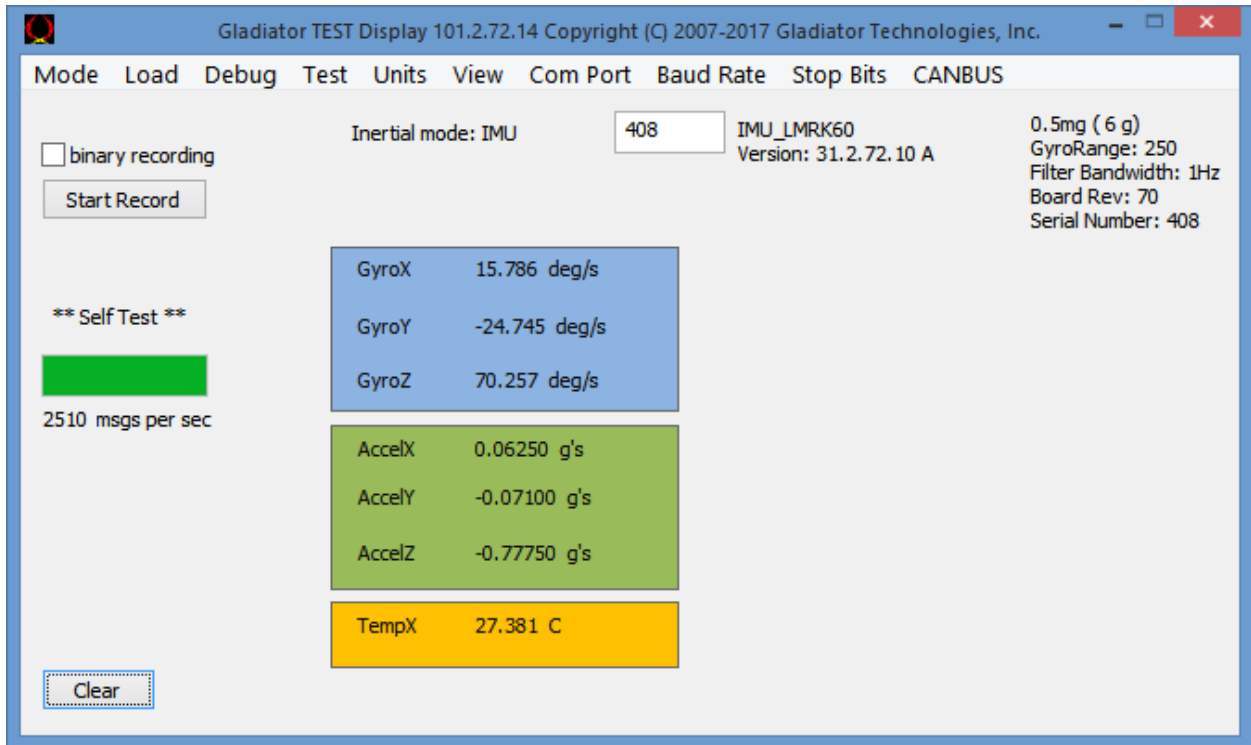 Gladiator TEST Display 101.2.72.14 Copyright (C) 2007-2017 Gladiator Technologies, Inc.
Mode Load Debug Test Units View Com Port Baud Rate Stop Bits CANBUS
binary recording
Start Record
Inertial mode: IMU
408
IMU_LMRK60
Version: 31.2.72.10 A
0.5mg ( 6 g)
GyroRange: 250
Filter Bandwidth: 1Hz
Board Rev: 70
Serial Number: 408
** Self Test **
2510 msgs per sec
GyroX 15.786 deg/s
GyroY -24.745 deg/s
GyroZ 70.257 deg/s
AccelX 0.06250 g's
AccelY -0.07100 g's
AccelZ -0.77750 g's
TempX 27.381 C
Clear